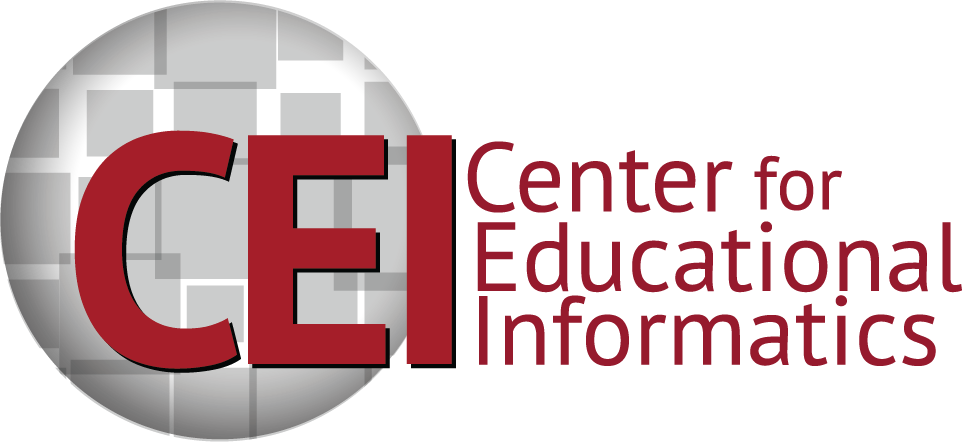 CEI
Center for
Educational
Informatics